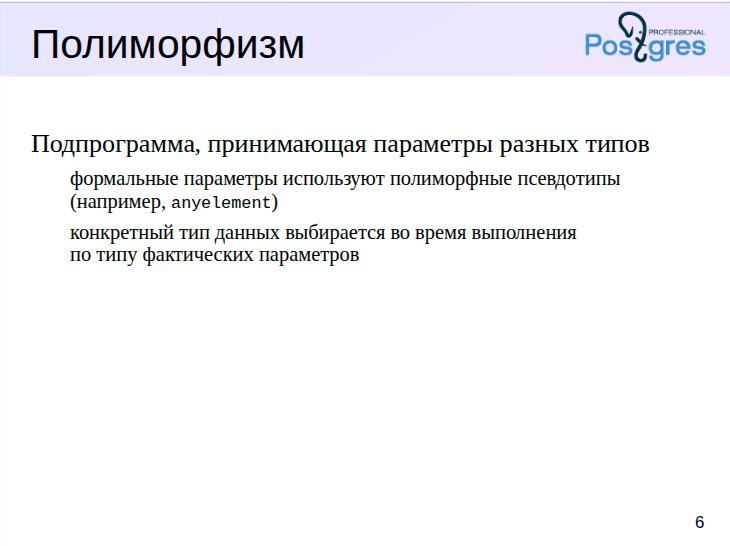 Полиморфизм
PROFESSIONAL
Postgres
Подпрограмма, принимающая параметры разных типов
формальные параметры используют полиморфные псевдотипы
(например, anyelement)
конкретный тип данных выбирается во время выполнения
по типу фактических параметров
6